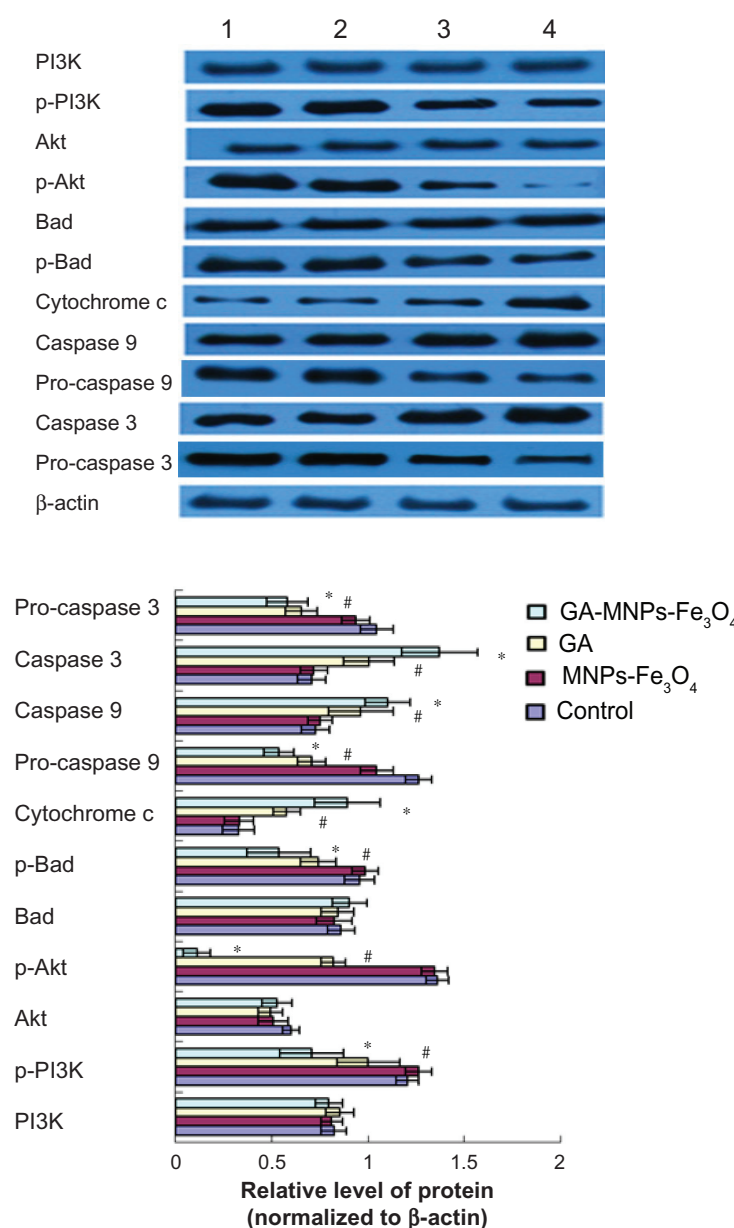 1 2 3 4
PI3K
p-PI3K
Akt
p-Akt
Bad
p-Bad
Cytochrome c
Caspase 9
Pro-caspase 9
Caspase 3
Pro-caspase 3
β-actin
Pro-caspase 3 * #
Caspase 3 * #
Caspase 9 * #
Pro-caspase 9 * #
Cytochrome c # *
p-Bad * #
Bad
p-Akt * #
Akt
p-PI3K * #
PI3K
GA-MNPs-Fe₃O₄
GA
MNPs-Fe₃O₄
Control
0 0.5 1 1.5 2
Relative level of protein
(normalized to β-actin)